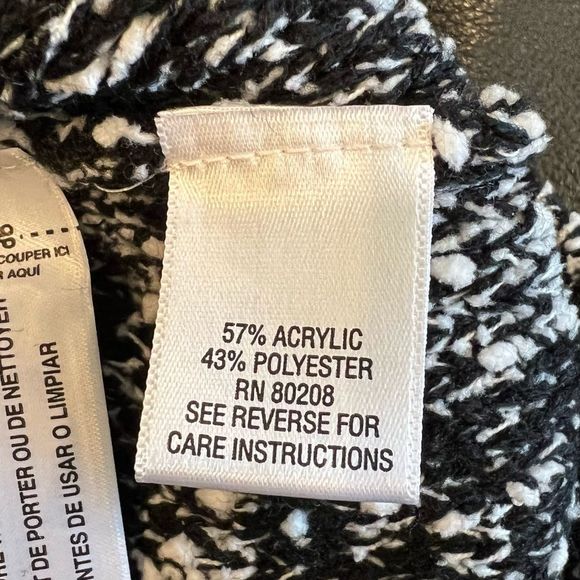 COUPER ICI
R AQUÍ
T DE PORTER OU DE NETTOYER
NTES DE USAR O LIMPIAR
57% ACRYLIC
43% POLYESTER
RN 80208
SEE REVERSE FOR
CARE INSTRUCTIONS